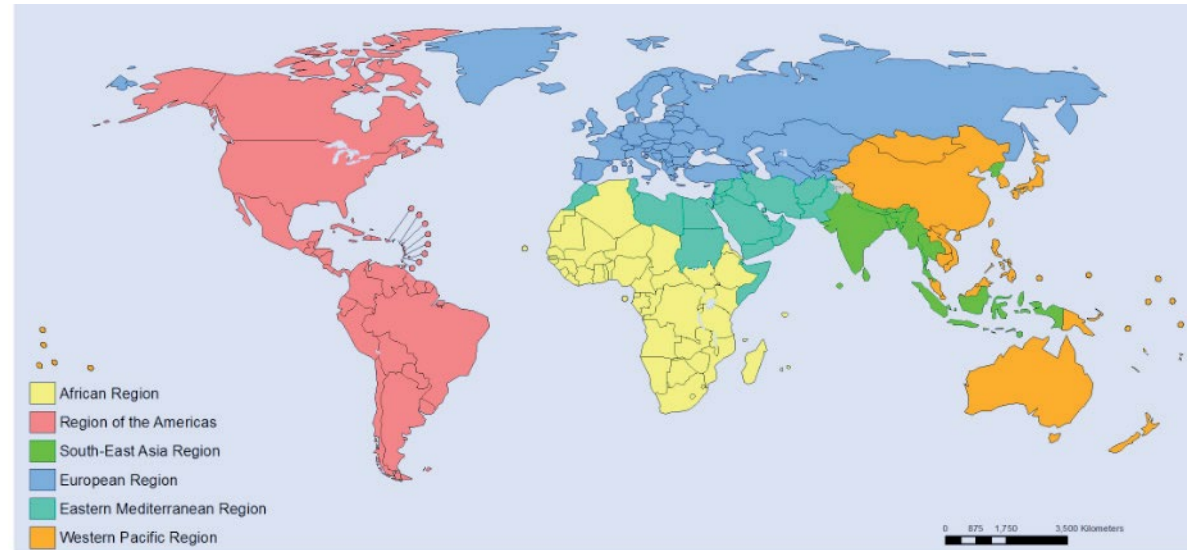 African Region
Region of the Americas
South-East Asia Region
European Region
Eastern Mediterranean Region
Western Pacific Region
0 875 1,750 3,500 Kilometers